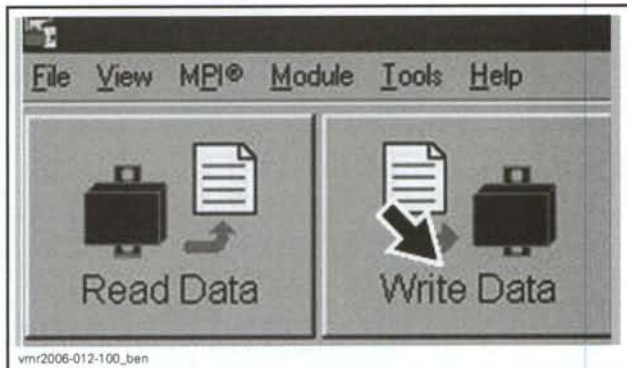 File View MPI® Module Tools Help
Read Data
Write Data
vmr2006-012-100_ben